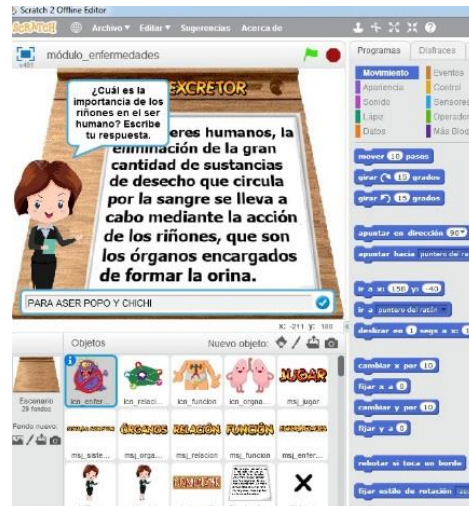 Scratch 2 Offline Editor
SCRATCH Archivo Editar Sugerencias Acerca de
módulo_enfermedades
v461
EXCRETOR
¿Cuál es la
importancia de los
riñones en el ser
humano? Escribe
tu respuesta.
eres humanos, la
eliminación de la gran
cantidad de sustancias
de desecho que circula
por la sangre se lleva a
cabo mediante la acción
de los riñones, que son
los órganos encargados
de formar la orina.
PARA ASER POPO Y CHICHI
x: -211 y: 180
Objetos Nuevo objeto:
Escenario
29 fondos
Fondo nuevo:
icn_enfer... icn_relaci... icn_funcion icn_orgna... msj_jugar
JUGAR
ÓRGANOS RELACIÓN FUNCIÓN
msj_siste... msj_orga... msj_relacion msj_funcion msj_enfer...
Programas Disfraces
Movimiento Eventos
Apariencia Control
Sonido Sensores
Lápiz Operador
Datos Más Bloq
mover 10 pasos
girar 15 grados
girar 15 grados
apuntar en dirección 90
apuntar hacia puntero del ra
ir a x: 158 y: -40
ir a puntero del ratón
deslizar en 1 segs a x: 1
cambiar x por 10
fijar x a 0
cambiar y por 10
fijar y a 0
rebotar si toca un borde
fijar estilo de rotación